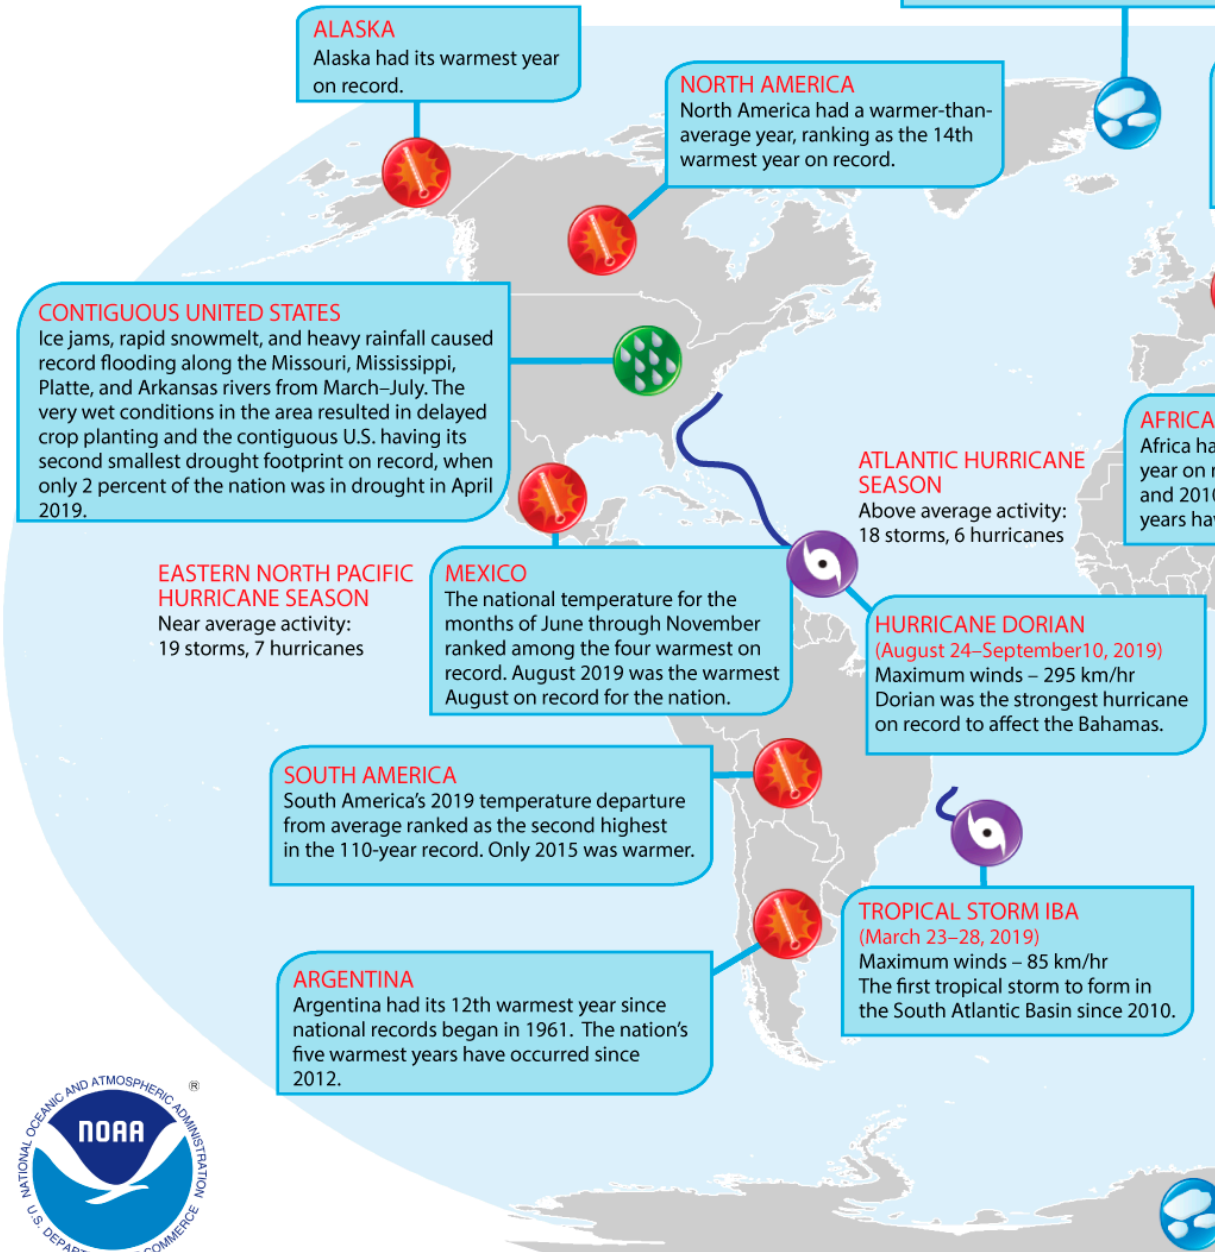 ALASKA
Alaska had its warmest year
on record.
NORTH AMERICA
North America had a warmer-than-
average year, ranking as the 14th
warmest year on record.
CONTIGUOUS UNITED STATES
Ice jams, rapid snowmelt, and heavy rainfall caused
record flooding along the Missouri, Mississippi,
Platte, and Arkansas rivers from March–July. The
very wet conditions in the area resulted in delayed
crop planting and the contiguous U.S. having its
second smallest drought footprint on record, when
only 2 percent of the nation was in drought in April
2019.
AFRICA
Africa ha
year on
and 2010
years ha
ATLANTIC HURRICANE
SEASON
Above average activity:
18 storms, 6 hurricanes
EASTERN NORTH PACIFIC
HURRICANE SEASON
Near average activity:
19 storms, 7 hurricanes
MEXICO
The national temperature for the
months of June through November
ranked among the four warmest on
record. August 2019 was the warmest
August on record for the nation.
HURRICANE DORIAN
(August 24–September10, 2019)
Maximum winds – 295 km/hr
Dorian was the strongest hurricane
on record to affect the Bahamas.
SOUTH AMERICA
South America's 2019 temperature departure
from average ranked as the second highest
in the 110-year record. Only 2015 was warmer.
TROPICAL STORM IBA
(March 23–28, 2019)
Maximum winds – 85 km/hr
The first tropical storm to form in
the South Atlantic Basin since 2010.
ARGENTINA
Argentina had its 12th warmest year since
national records began in 1961. The nation's
five warmest years have occurred since
2012.
NATIONAL OCEANIC AND ATMOSPHERIC ADMINISTRATION
®
NOAA
U.S. DEPAR COMMERCE